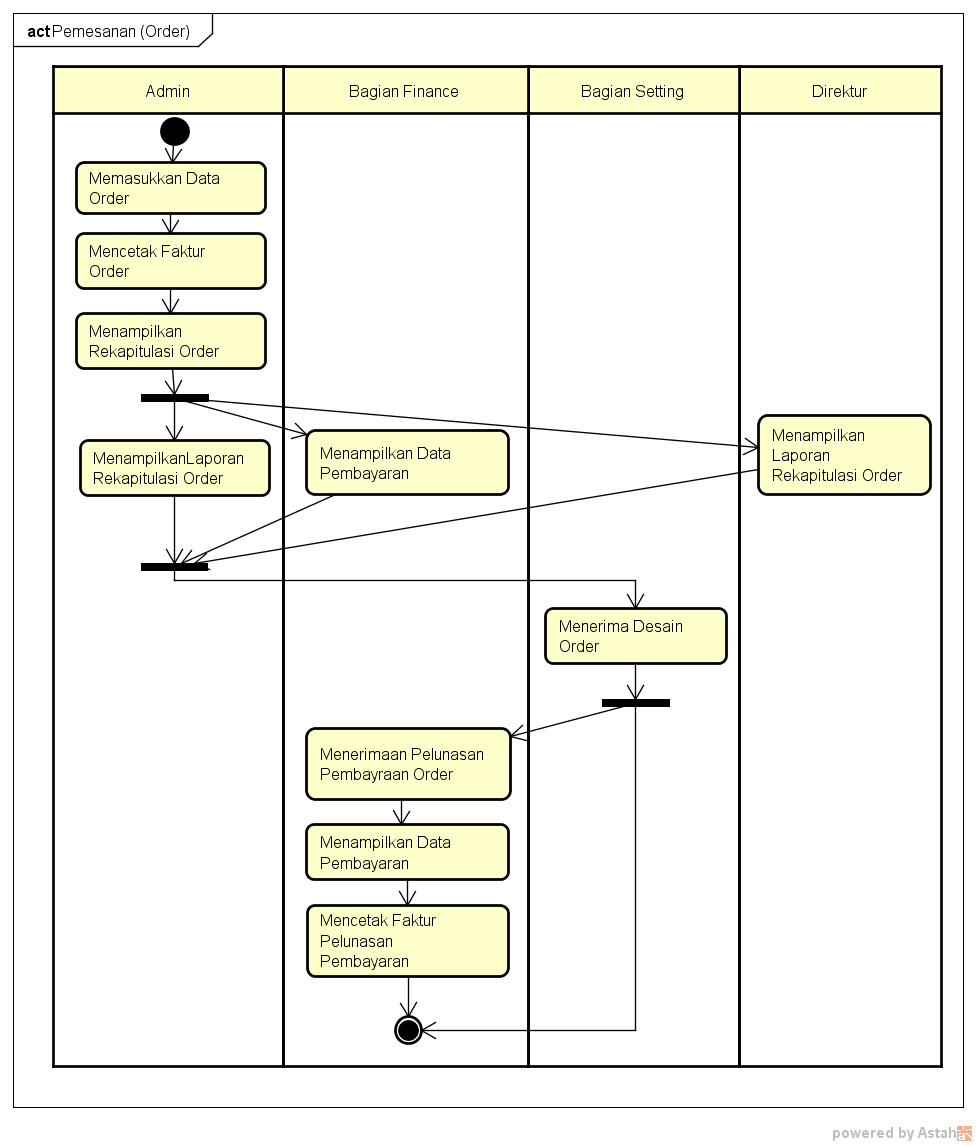 act Pemesanan (Order)
Admin
Bagian Finance
Bagian Setting
Direktur
Memasukkan Data
Order
Mencetak Faktur
Order
Menampilkan
Rekapitulasi Order
MenampilkanLaporan
Rekapitulasi Order
Menampilkan Data
Pembayaran
Menampilkan
Laporan
Rekapitulasi Order
Menerima Desain
Order
Menerimaan Pelunasan
Pembayraan Order
Menampilkan Data
Pembayaran
Mencetak Faktur
Pelunasan
Pembayaran
powered by Astah